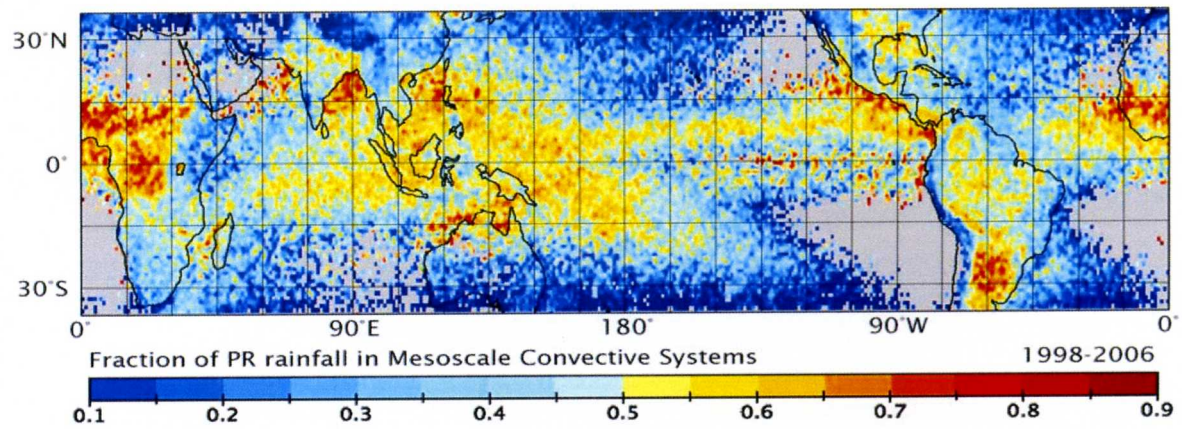 30°N
0°
30°S
0° 90°E 180° 90°W 0°
Fraction of PR rainfall in Mesoscale Convective Systems 1998-2006
0.1 0.2 0.3 0.4 0.5 0.6 0.7 0.8 0.9